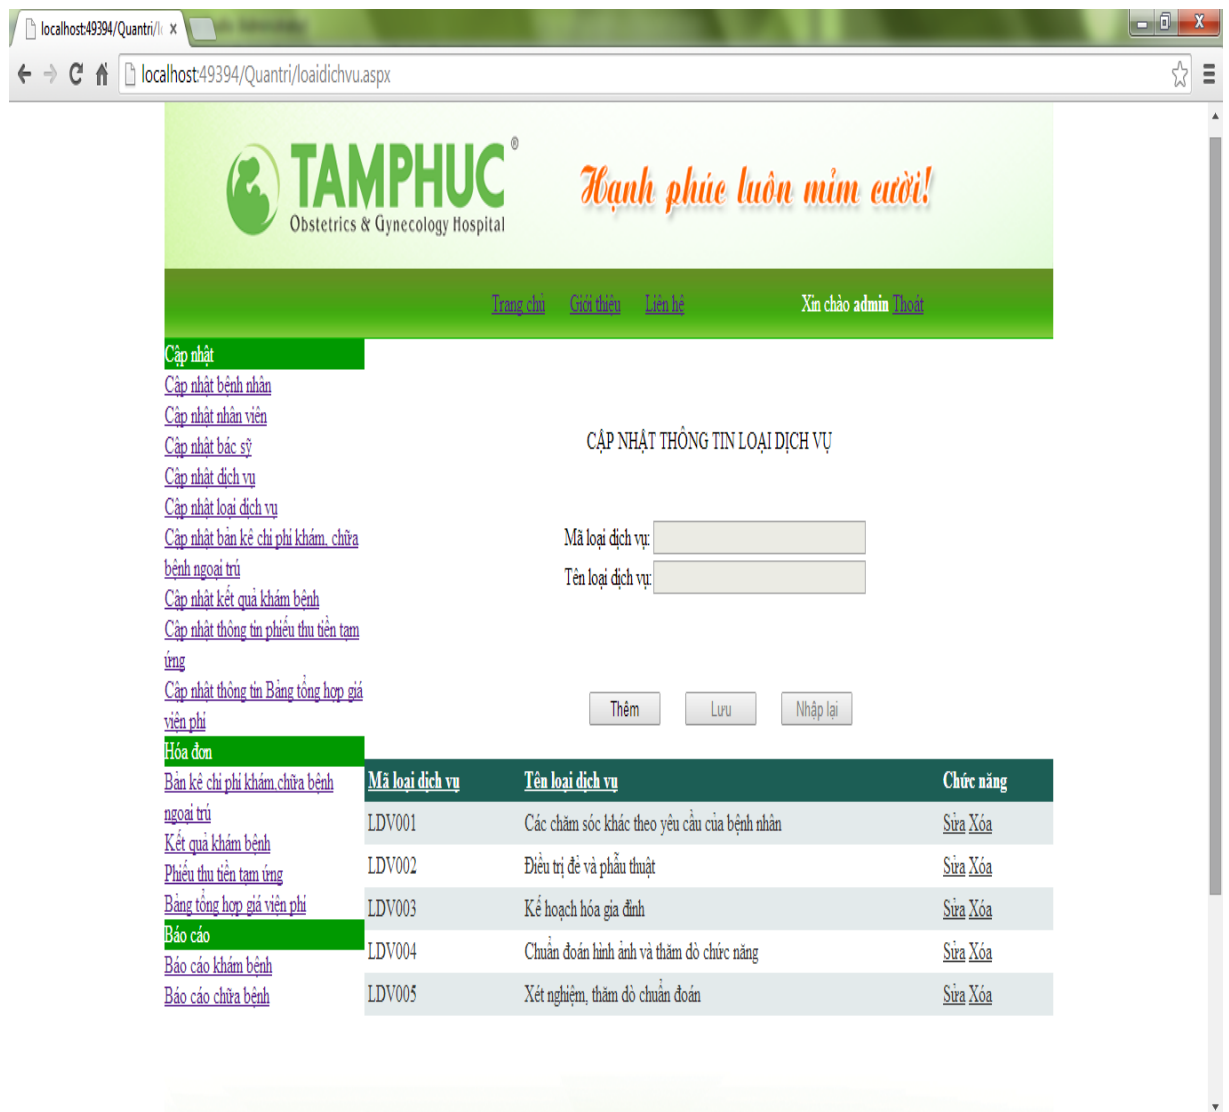 localhost:49394/Quantri/l
localhost:49394/Quantri/loaidichvu.aspx
TAMPHUC®
Obstetrics & Gynecology Hospital
Hạnh phúc luôn mỉm cười!
Trang chủ Giới thiệu Liên hệ Xin chào admin Thoát
Cập nhật
Cập nhật bệnh nhân
Cập nhật nhân viên
Cập nhật bác sỹ
Cập nhật dịch vụ
Cập nhật loại dịch vụ
Cập nhật bản kê chi phí khám, chữa
bệnh ngoại trú
Cập nhật kết quả khám bệnh
Cập nhật thông tin phiếu thu tiền tạm
ứng
Cập nhật thông tin Bảng tổng hợp giá
viện phí
Hóa đơn
Bản kê chi phí khám,chữa bệnh
ngoại trú
Kết quả khám bệnh
Phiếu thu tiền tạm ứng
Bảng tổng hợp giá viện phí
Báo cáo
Báo cáo khám bệnh
Báo cáo chữa bệnh
CẬP NHẬT THÔNG TIN LOẠI DỊCH VỤ
Mã loại dịch vụ:
Tên loại dịch vụ:
Thêm Lưu Nhập lại
Mã loại dịch vụ Tên loại dịch vụ Chức năng
LDV001 Các chăm sóc khác theo yêu cầu của bệnh nhân Sửa Xóa
LDV002 Điều trị đẻ và phẫu thuật Sửa Xóa
LDV003 Kế hoạch hóa gia đình Sửa Xóa
LDV004 Chuẩn đoán hình ảnh và thăm dò chức năng Sửa Xóa
LDV005 Xét nghiệm, thăm dò chuẩn đoán Sửa Xóa